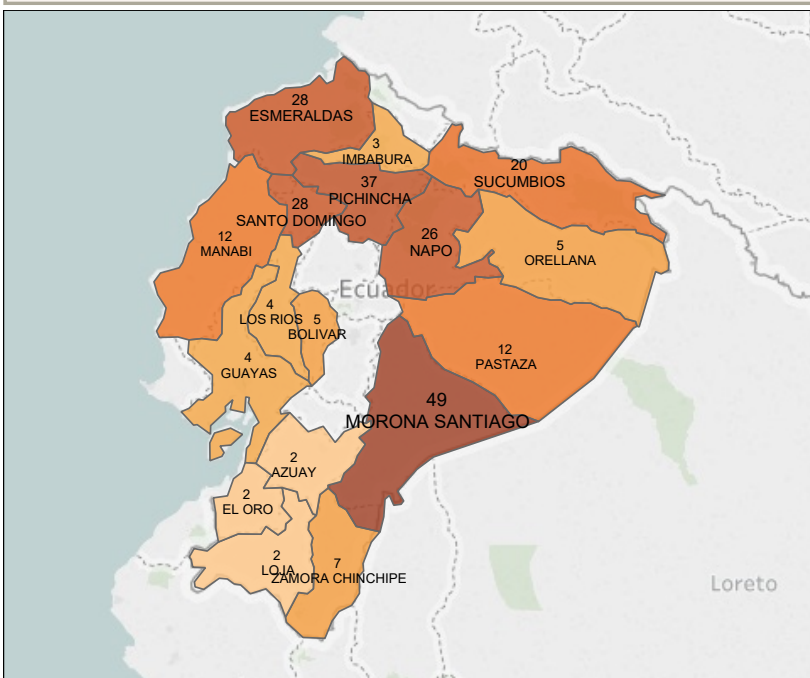 28
ESMERALDAS
3
IMBABURA
20
SUCUMBIOS
37
PICHINCHA
28
SANTO DOMINGO
12
MANABI
26
NAPO
5
ORELLANA
Ecuador
4
LOS RIOS
5
BOLIVAR
4
GUAYAS
12
PASTAZA
49
MORONA SANTIAGO
2
AZUAY
2
EL ORO
2
LOJA
7
ZAMORA CHINCHIPE
Loreto